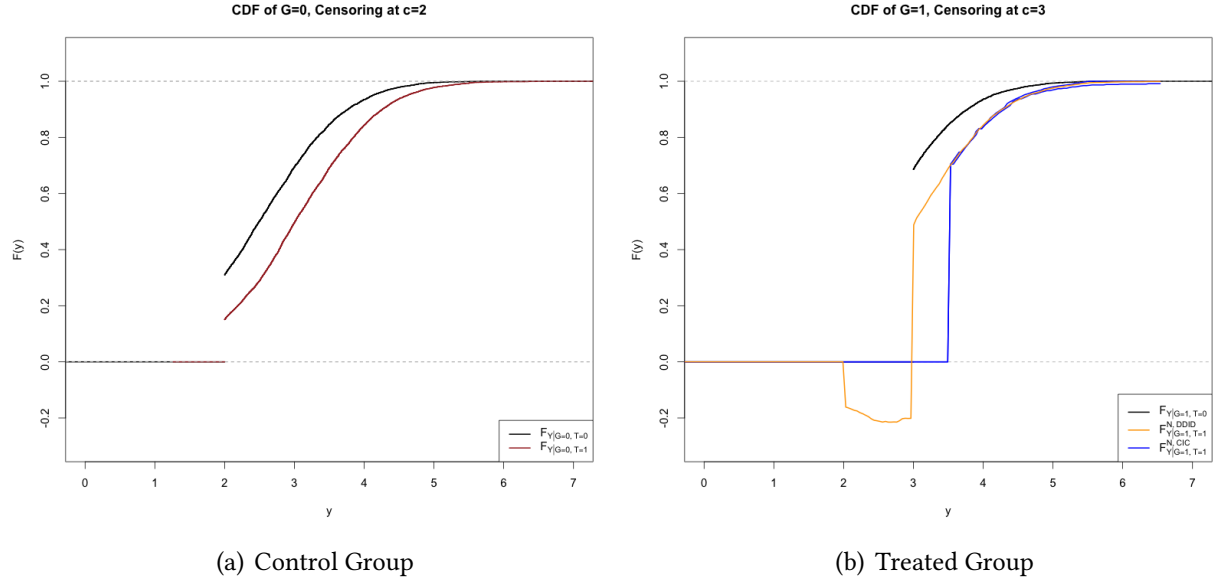 CDF of G=0, Censoring at c=2
F(y)
1.0
0.8
0.6
0.4
0.2
0.0
-0.2
0 1 2 3 4 5 6 7
y
F_{Y|G=0, T=0}
F_{Y|G=0, T=1}
(a) Control Group
CDF of G=1, Censoring at c=3
F(y)
1.0
0.8
0.6
0.4
0.2
0.0
-0.2
0 1 2 3 4 5 6 7
y
F_{Y|G=1, T=0}
F^{N, DDID}_{Y|G=1, T=1}
F^{N, CIC}_{Y|G=1, T=1}
(b) Treated Group